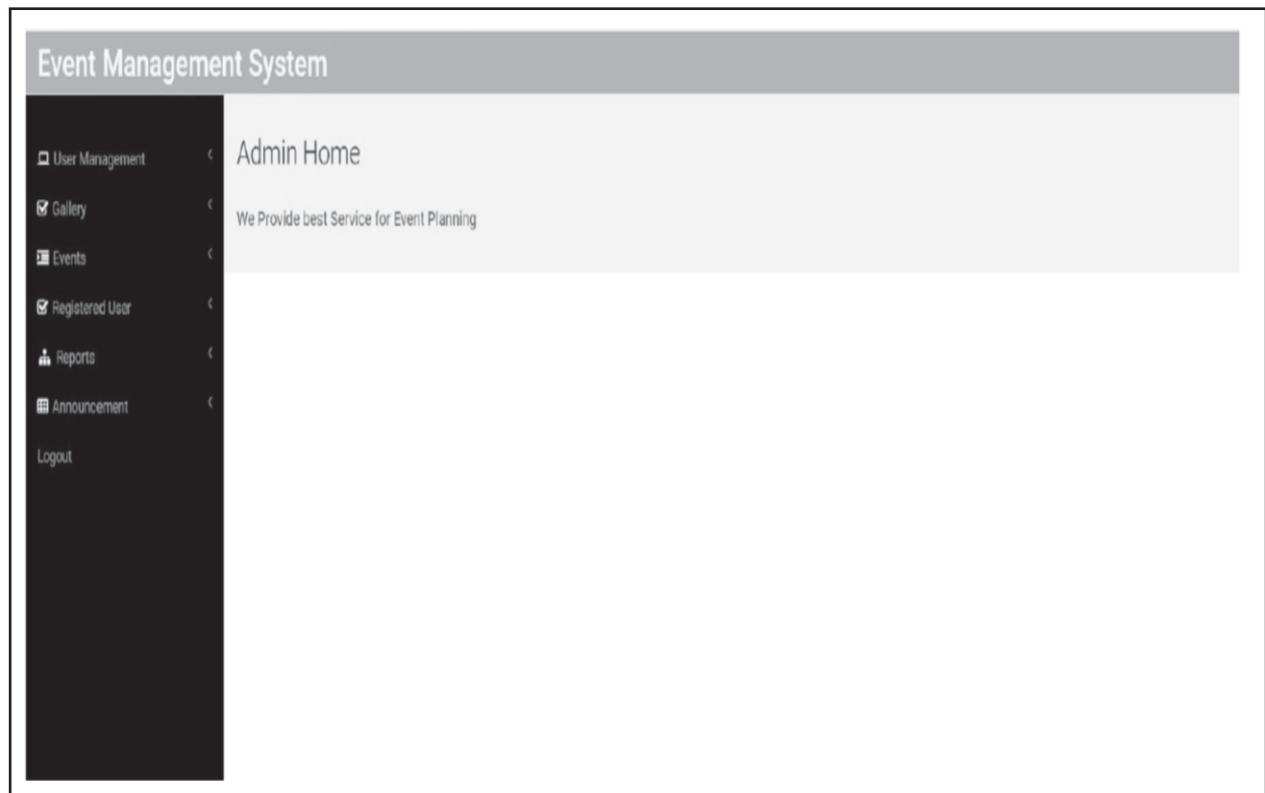 Event Management System
User Management
Gallery
Events
Registered User
Reports
Announcement
Logout
Admin Home
We Provide best Service for Event Planning